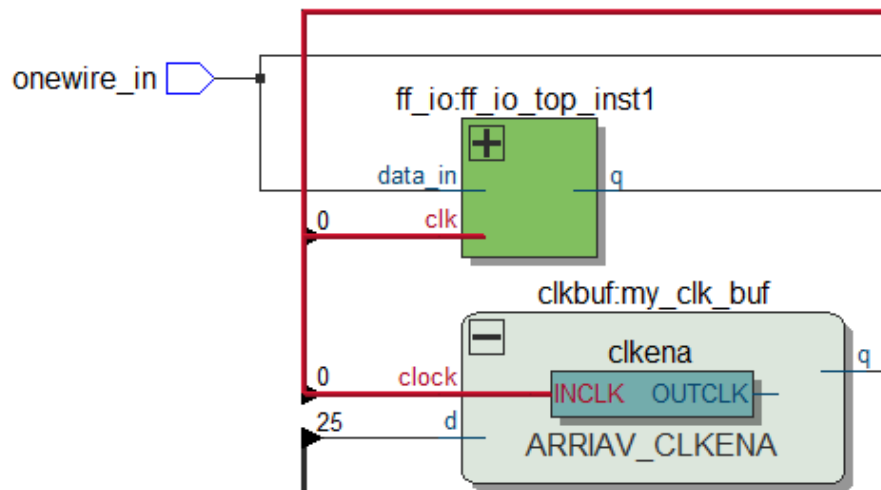 onewire_in
ff_io:ff_io_top_inst1
data_in
q
0
clk
clkbuf:my_clk_buf
clkena
q
0
clock
INCLK OUTCLK
25
d
ARRIAV_CLKENA